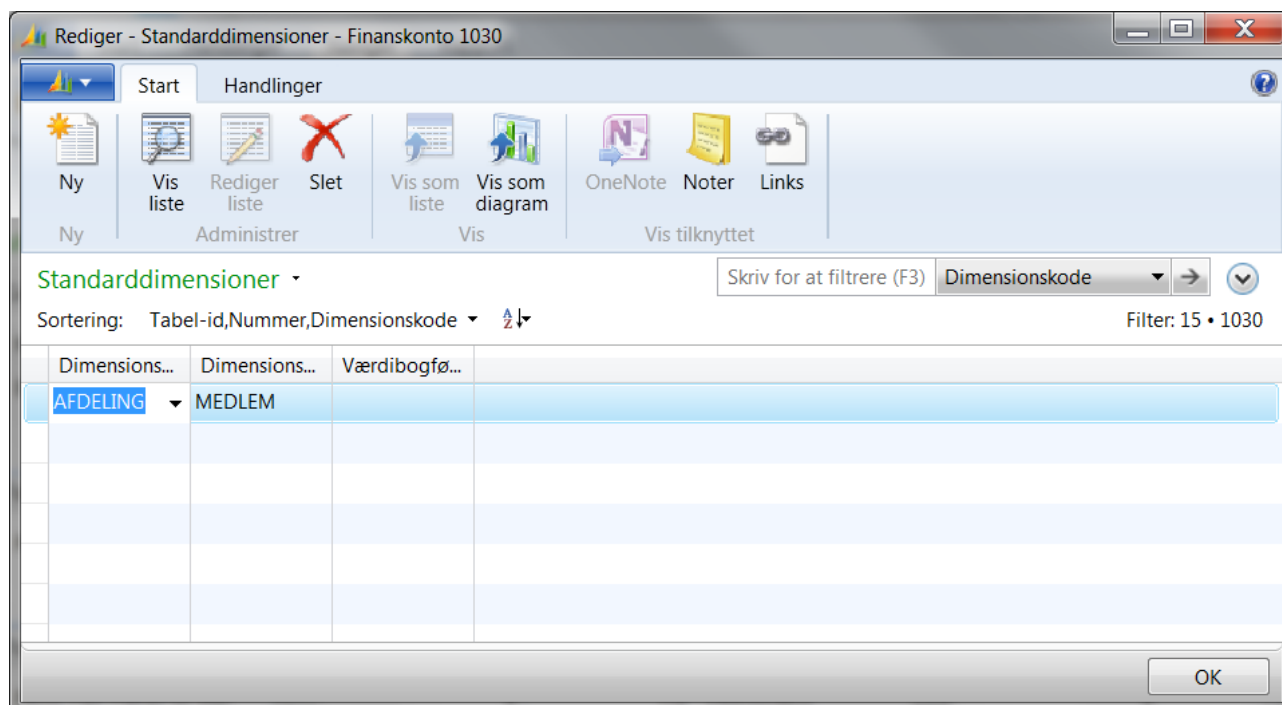 Rediger - Standarddimensioner - Finanskonto 1030
Start Handlinger
Ny Vis liste Rediger liste Slet Vis som liste Vis som diagram OneNote Noter Links
Ny Administrer Vis Vis tilknyttet
Standarddimensioner Skriv for at filtrere (F3) Dimensionskode
Sortering: Tabel-id,Nummer,Dimensionskode Filter: 15 • 1030
Dimensions... Dimensions... Værdibogfø...
AFDELING MEDLEM
OK